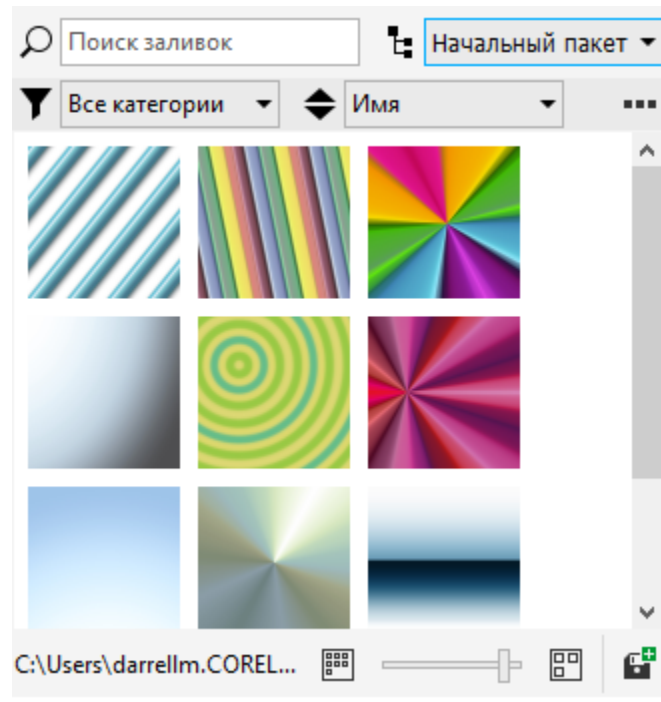 Поиск заливок
Начальный пакет
Все категории
Имя
C:\Users\darrellm.COREL...